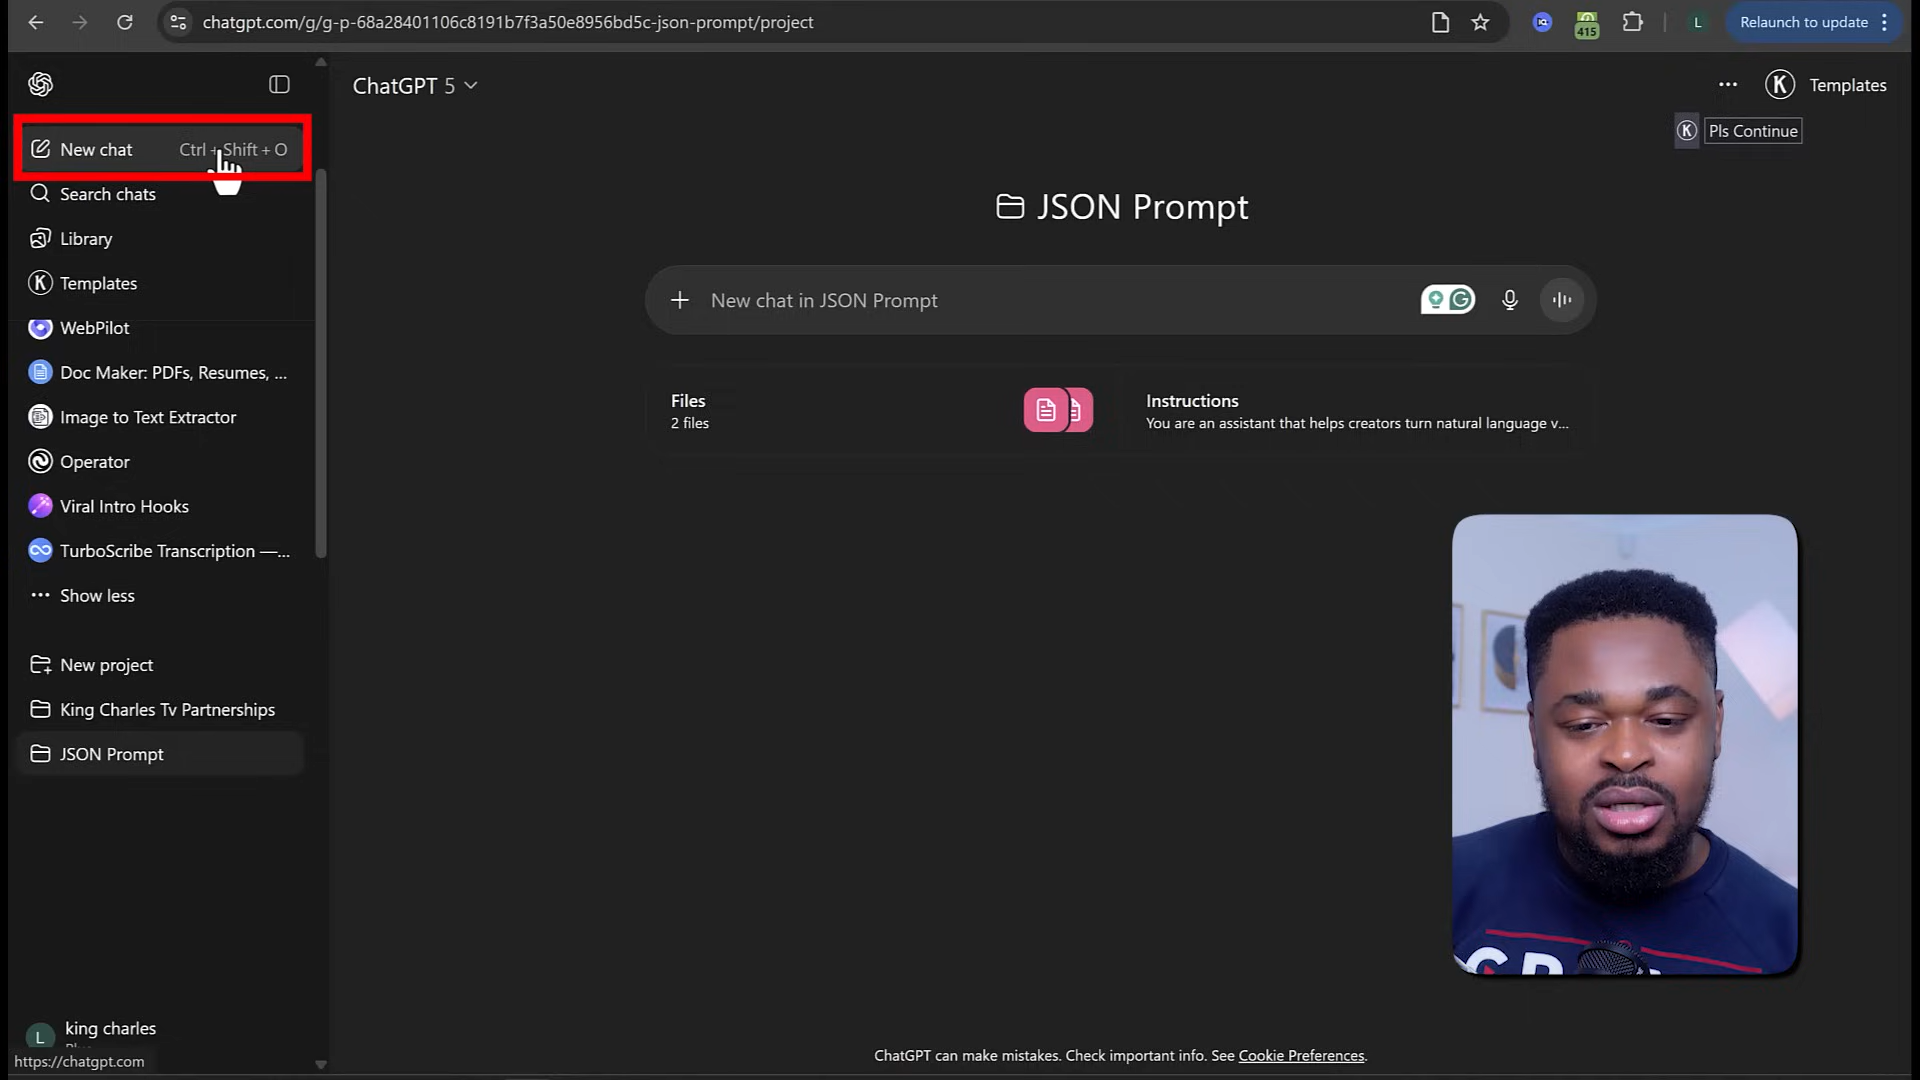 chatgpt.com/g/g-p-68a28401106c8191b7f3a50e8956bd5c-json-prompt/project
415
L
Relaunch to update
ChatGPT 5
K Templates
K Pls Continue
New chat Ctrl + Shift + O
Search chats
Library
K Templates
WebPilot
Doc Maker: PDFs, Resumes, ...
Image to Text Extractor
Operator
Viral Intro Hooks
TurboScribe Transcription —...
Show less
New project
King Charles Tv Partnerships
JSON Prompt
JSON Prompt
New chat in JSON Prompt
Files
2 files
Instructions
You are an assistant that helps creators turn natural language v...
L king charles
https://chatgpt.com
ChatGPT can make mistakes. Check important info. See Cookie Preferences.